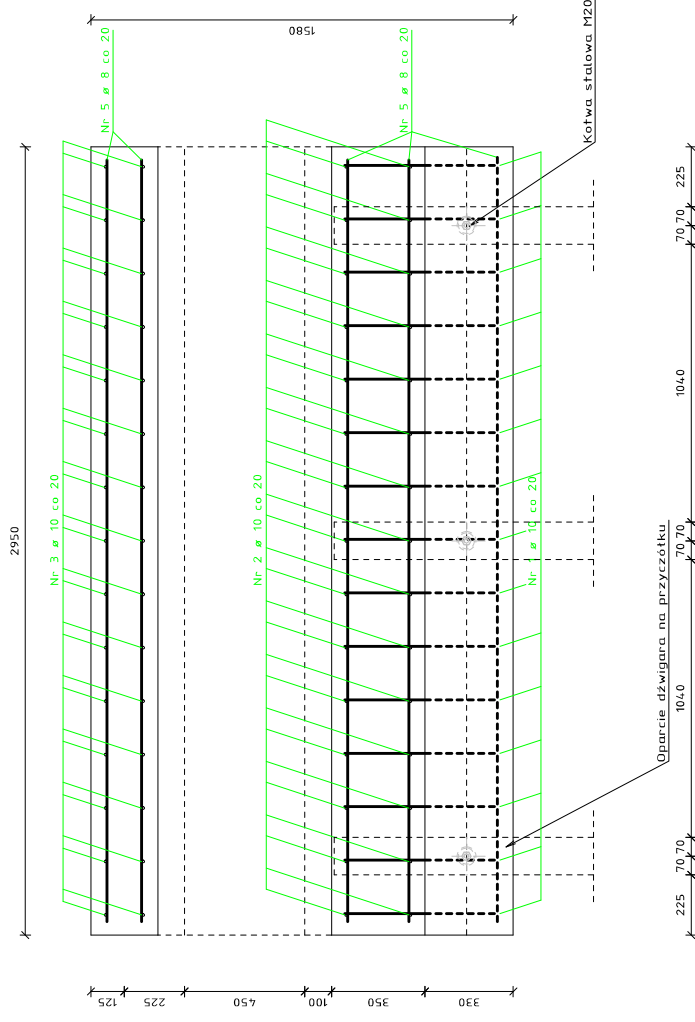 1580
Nr 5 ø 8 co 20
Nr 5 ø 8 co 20
Kotwa stalowa M20
2950
Nr 3 ø 10 co 20
Nr 2 ø 10 co 20
ø 10 co 20
Oparcie dźwigara na przyczółku
225
70 70
1040
70 70
1040
70 70
225
125
225
450
100
350
330